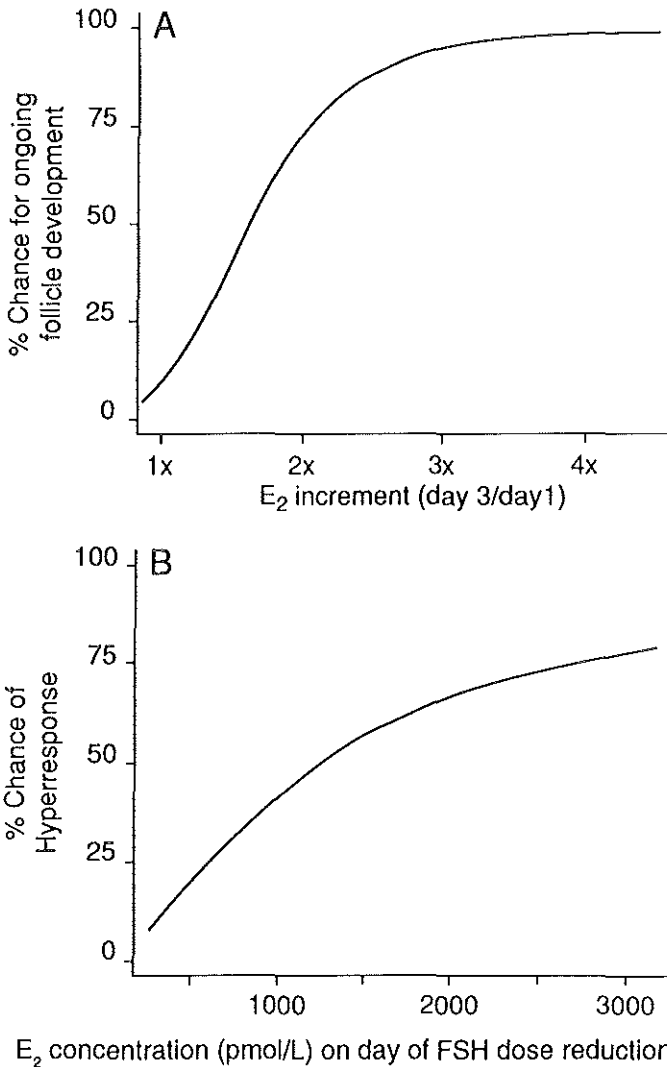 A
100
75
50
25
0
% Chance for ongoing
follicle development
1x 2x 3x 4x
E₂ increment (day 3/day1)
B
100
75
50
25
0
% Chance of
Hyperresponse
1000 2000 3000
E₂ concentration (pmol/L) on day of FSH dose reduction